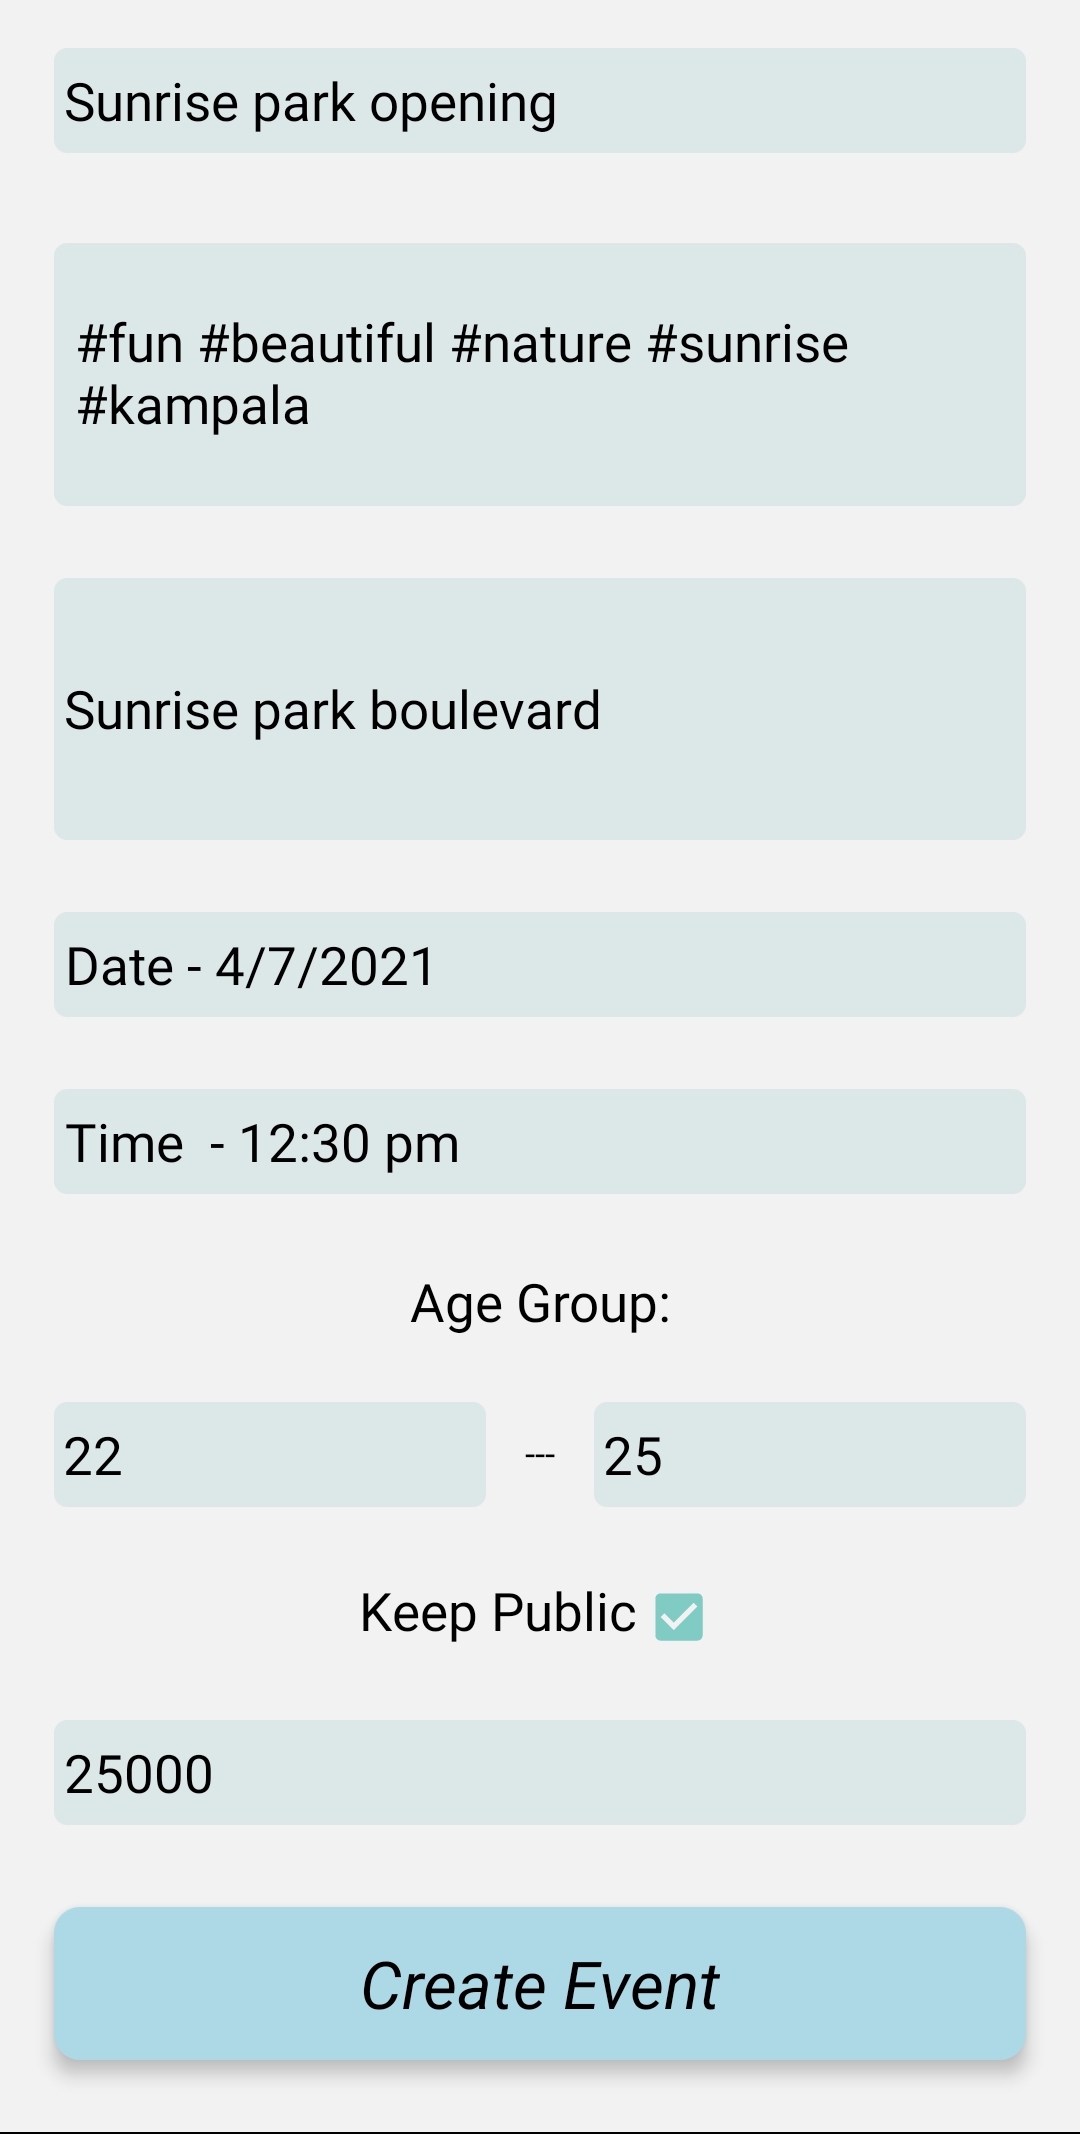 Sunrise park opening
#fun #beautiful #nature #sunrise
#kampala
Sunrise park boulevard
Date - 4/7/2021
Time  - 12:30 pm
Age Group:
22 --- 25
Keep Public
25000
Create Event